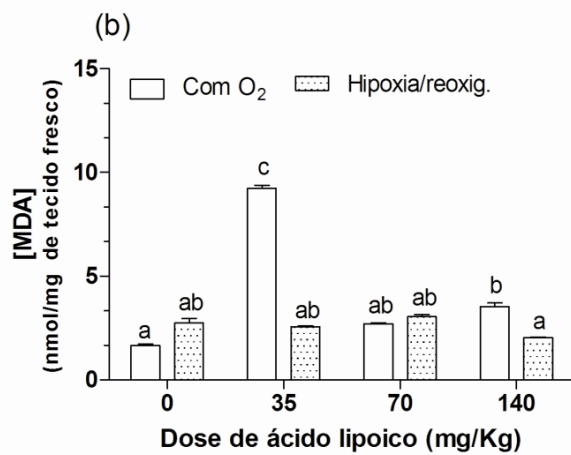 (b)
Com O₂ Hipoxia/reoxig.
[MDA]
(nmol/mg de tecido fresco)
15
10
5
0
a ab c ab ab ab b a
0 35 70 140
Dose de ácido lipoico (mg/Kg)